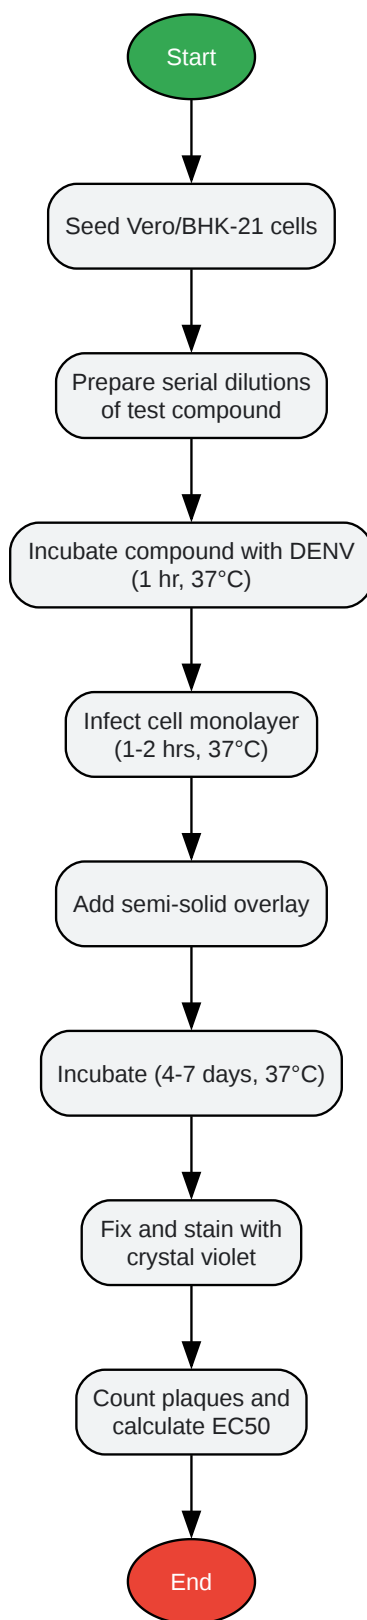 Start
Seed Vero/BHK-21 cells
Prepare serial dilutions
of test compound
Incubate compound with DENV
(1 hr, 37°C)
Infect cell monolayer
(1-2 hrs, 37°C)
Add semi-solid overlay
Incubate (4-7 days, 37°C)
Fix and stain with
crystal violet
Count plaques and
calculate EC50
End